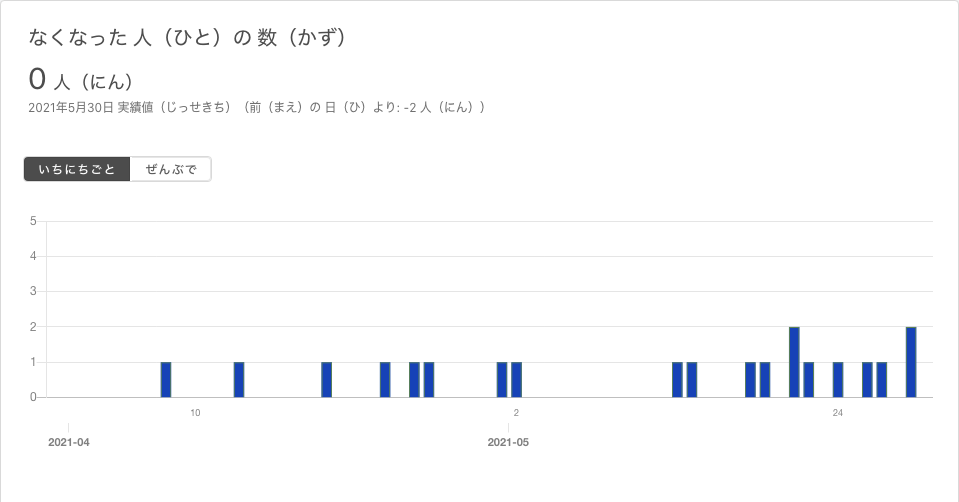 なくなった 人（ひと）の 数（かず）
0 人（にん）
2021年5月30日 実績値（じっせきち）（前（まえ）の 日（ひ）より: -2 人（にん））
いちにちごと ぜんぶで
5
4
3
2
1
0
10 2 24
2021-04 2021-05